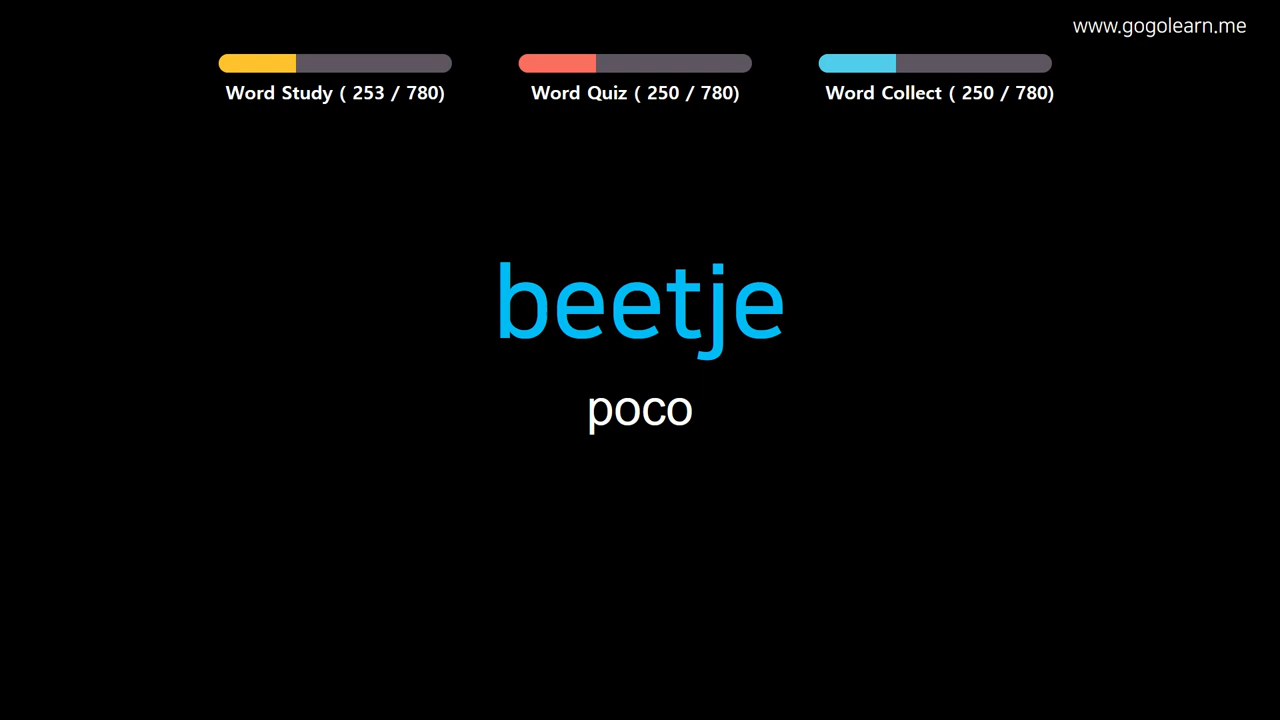 www.gogolearn.me
Word Study ( 253 / 780)
Word Quiz ( 250 / 780)
Word Collect ( 250 / 780)
beetje
poco